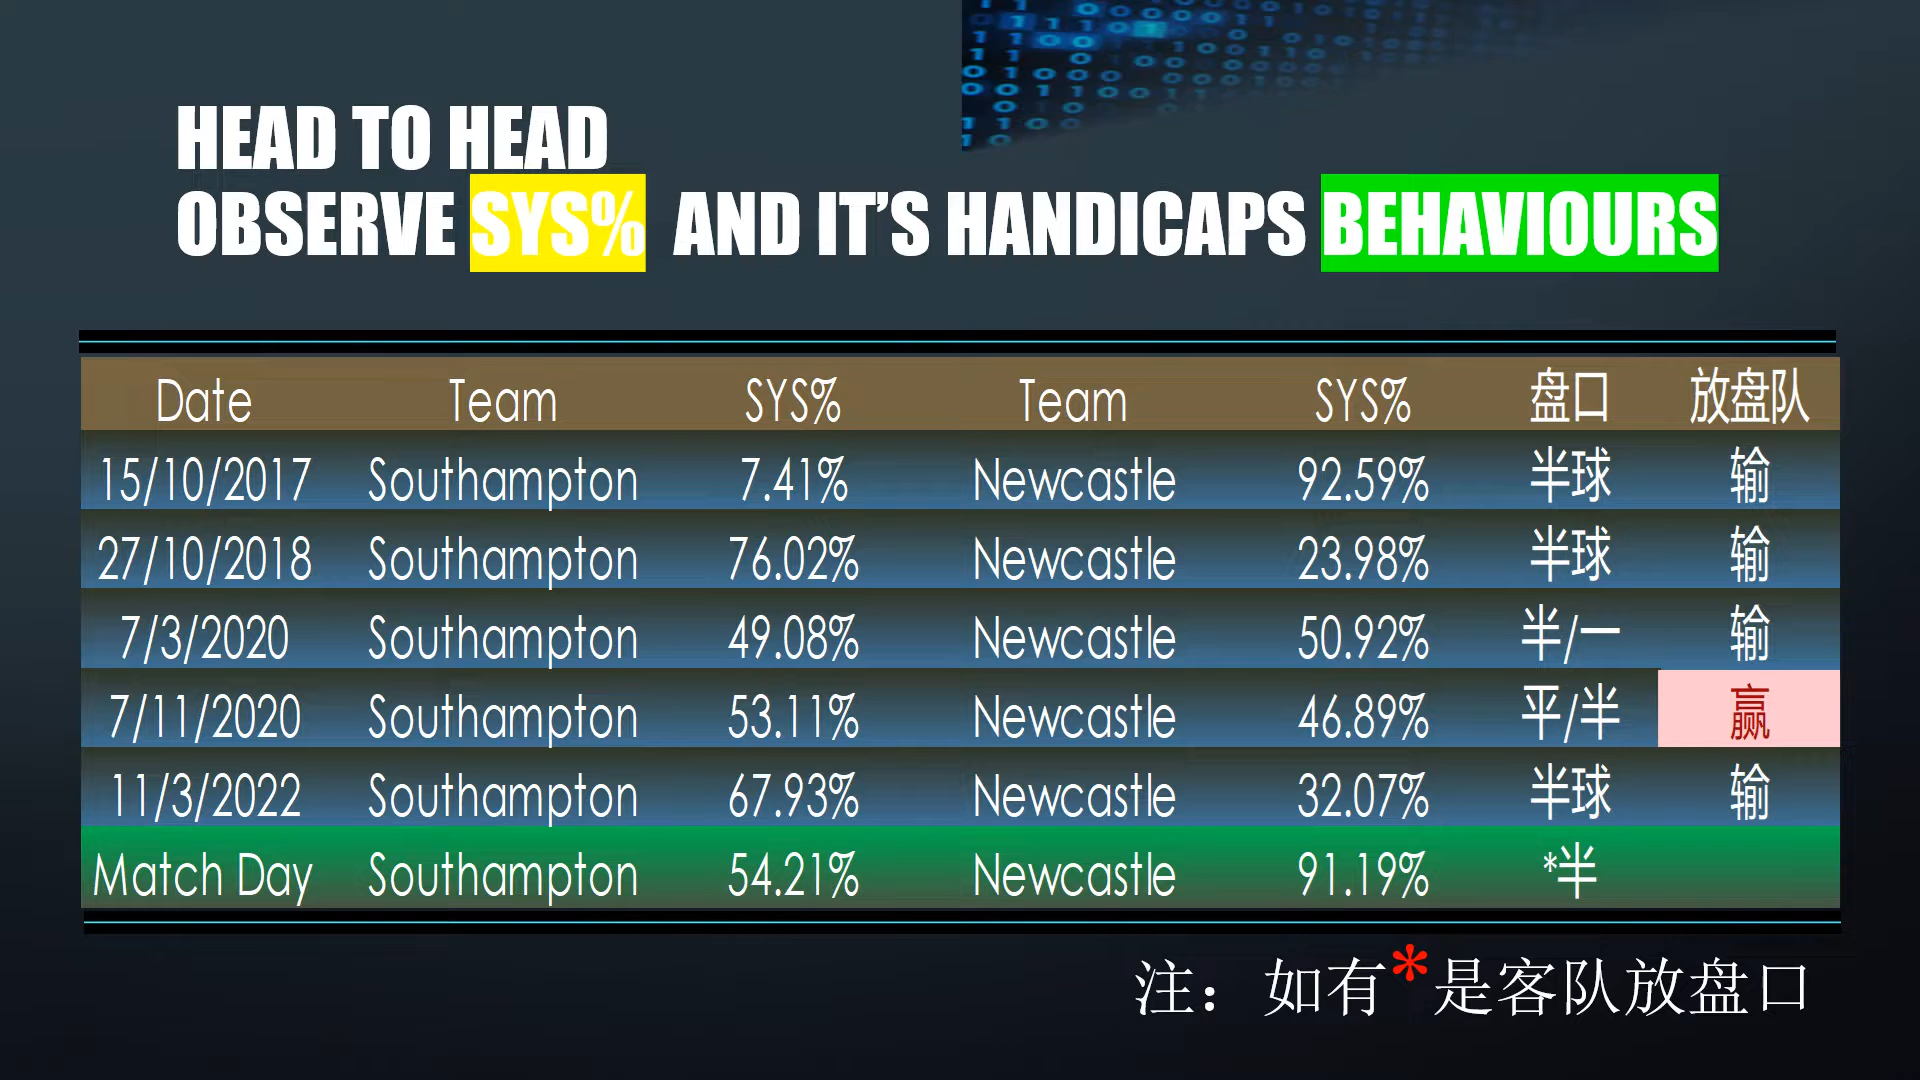 HEAD TO HEAD
OBSERVE SYS% AND IT’S HANDICAPS BEHAVIOURS
Date Team SYS% Team SYS% 盘口 放盘队
15/10/2017 Southampton 7.41% Newcastle 92.59% 半球 输
27/10/2018 Southampton 76.02% Newcastle 23.98% 半球 输
7/3/2020 Southampton 49.08% Newcastle 50.92% 半/一 输
7/11/2020 Southampton 53.11% Newcastle 46.89% 平/半 赢
11/3/2022 Southampton 67.93% Newcastle 32.07% 半球 输
Match Day Southampton 54.21% Newcastle 91.19% *半
注：如有*是客队放盘口